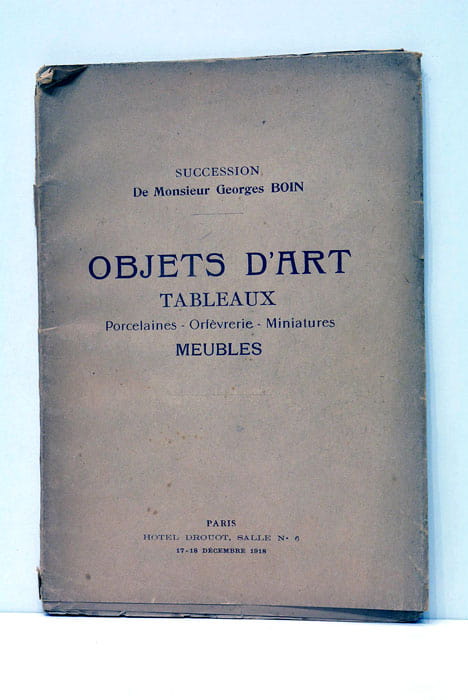 SUCCESSION
De Monsieur Georges BOIN
OBJETS D'ART
TABLEAUX
Porcelaines - Orfèvrerie - Miniatures
MEUBLES
PARIS
HOTEL DROUOT, SALLE N° 6
17-18 DÉCEMBRE 1918